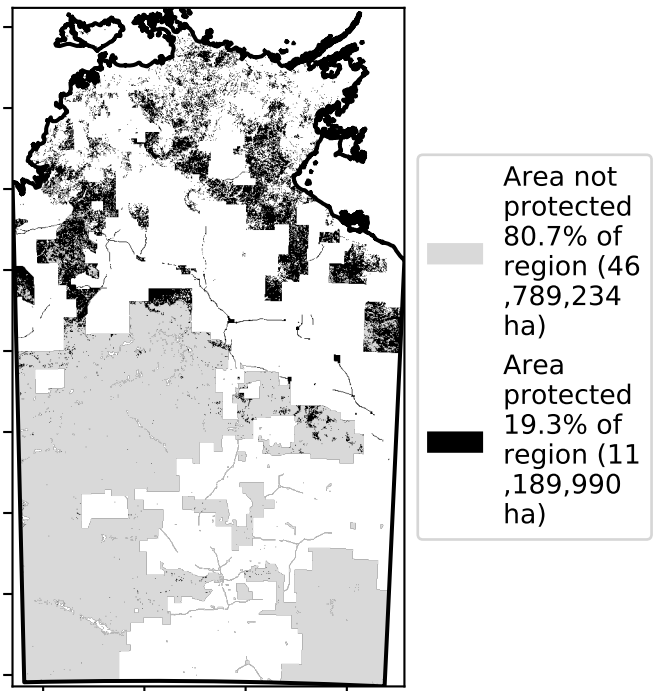 Area not
protected
80.7% of
region (46
,789,234
ha)
Area
protected
19.3% of
region (11
,189,990
ha)